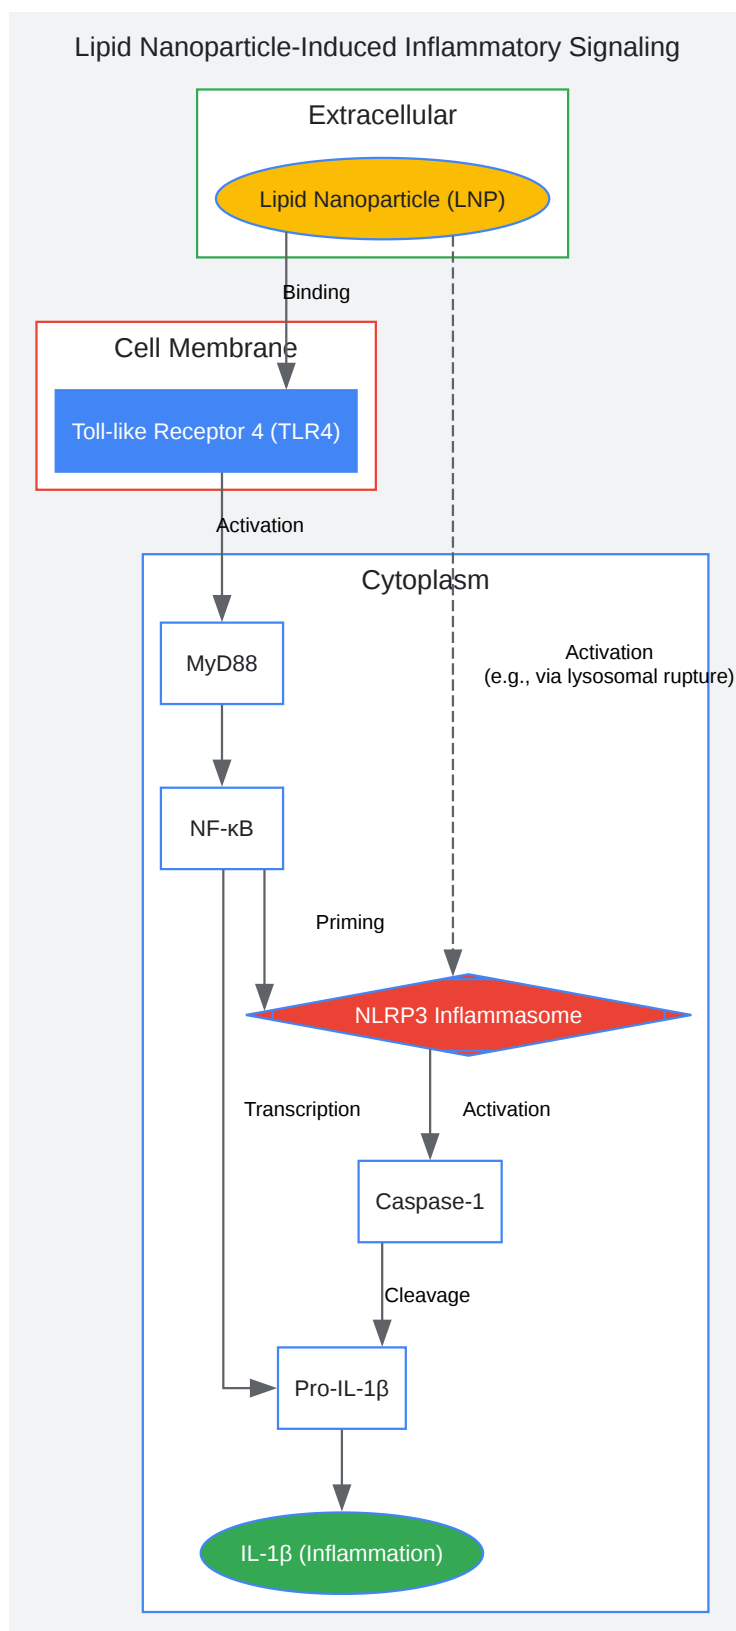 Lipid Nanoparticle-Induced Inflammatory Signaling
Extracellular
Lipid Nanoparticle (LNP)
Binding
Cell Membrane
Toll-like Receptor 4 (TLR4)
Activation
Cytoplasm
MyD88
Activation
(e.g., via lysosomal rupture)
NF-κB
Priming
NLRP3 Inflammasome
Transcription
Activation
Caspase-1
Cleavage
Pro-IL-1β
IL-1β (Inflammation)